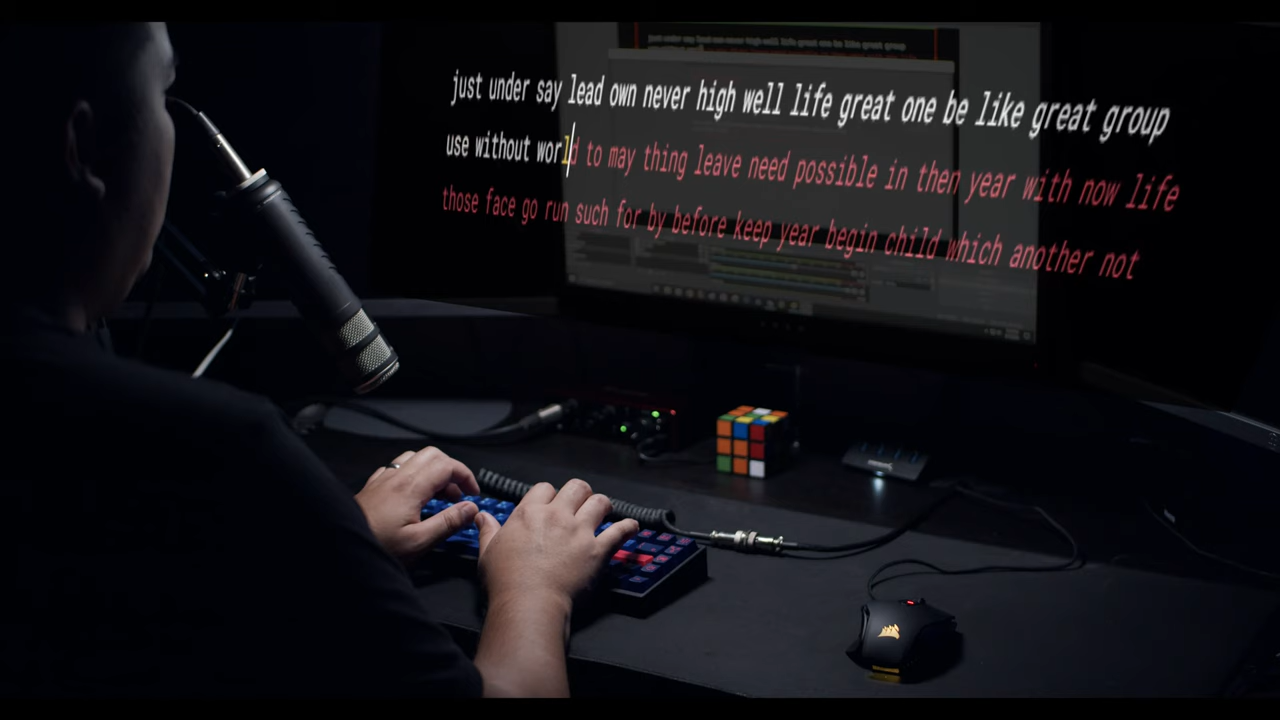 just under say lead own never high well life great one be like great group
use without world to may thing leave need possible in then year with now life
those face go run such for by before keep year begin child which another not